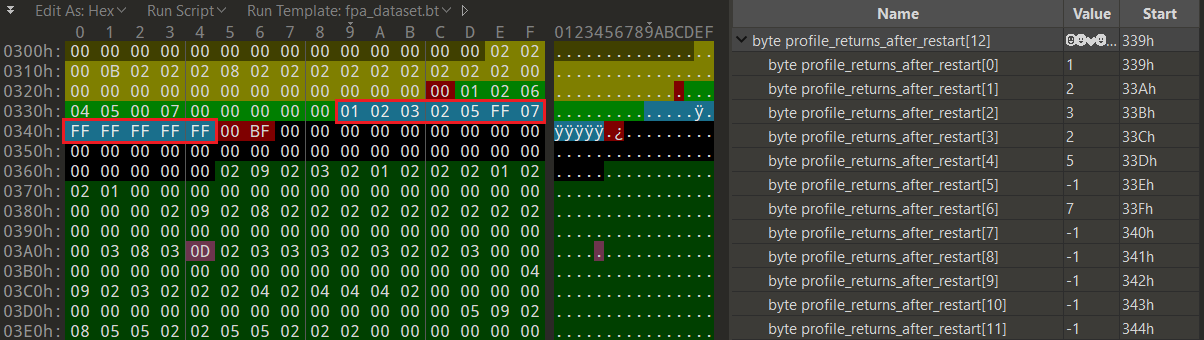 Edit As: Hex Run Script Run Template: fpa_dataset.bt
0 1 2 3 4 5 6 7 8 9 A B C D E F 0123456789ABCDEF
0300h: 00 00 00 00 00 00 00 00 00 00 00 00 00 00 02 02 ................
0310h: 00 0B 02 02 02 08 02 02 02 02 02 02 02 02 00 00 ................
0320h: 00 00 00 00 00 00 00 00 00 00 00 00 00 01 02 06 ................
0330h: 04 05 00 07 00 00 00 00 00 01 02 03 02 05 FF 07 ..............ÿ.
0340h: FF FF FF FF FF 00 BF 00 00 00 00 00 00 00 00 00 ÿÿÿÿÿ.¿.........
0350h: 00 00 00 00 00 00 00 00 00 00 00 00 00 00 00 00 ................
0360h: 00 00 00 00 00 02 09 02 03 02 01 02 02 02 01 02 ................
0370h: 02 01 00 00 00 00 00 00 00 00 00 00 00 00 00 00 ................
0380h: 00 00 00 02 09 02 08 02 02 02 02 02 02 02 02 02 ................
0390h: 00 00 00 00 00 00 00 00 00 00 00 00 00 00 00 00 ................
03A0h: 00 03 08 03 0D 02 03 03 03 02 03 02 02 03 02 00 ................
03B0h: 00 00 00 00 00 00 00 00 00 00 00 00 00 00 00 04 ................
03C0h: 09 02 03 02 02 02 04 02 04 04 04 02 00 00 00 00 ................
03D0h: 00 00 00 00 00 00 00 00 00 00 00 00 00 05 09 02 ................
03E0h: 08 05 05 02 02 05 05 02 02 02 00 00 00 00 00 00 ................
Name Value Start
byte profile_returns_after_restart[12] ☺☻♥☻... 339h
byte profile_returns_after_restart[0] 1 339h
byte profile_returns_after_restart[1] 2 33Ah
byte profile_returns_after_restart[2] 3 33Bh
byte profile_returns_after_restart[3] 2 33Ch
byte profile_returns_after_restart[4] 5 33Dh
byte profile_returns_after_restart[5] -1 33Eh
byte profile_returns_after_restart[6] 7 33Fh
byte profile_returns_after_restart[7] -1 340h
byte profile_returns_after_restart[8] -1 341h
byte profile_returns_after_restart[9] -1 342h
byte profile_returns_after_restart[10] -1 343h
byte profile_returns_after_restart[11] -1 344h